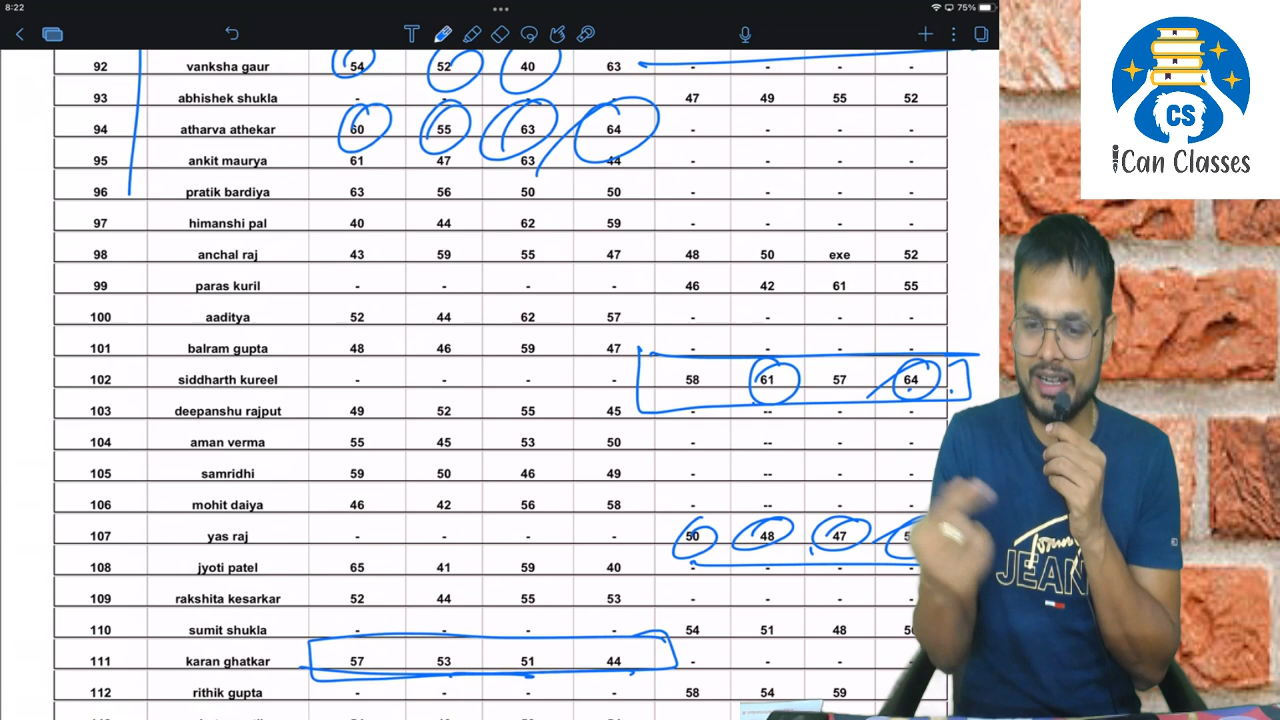 8:22
75%
T
92 vanksha gaur 54 52 40 63 - - - -
93 abhishek shukla - - - - 47 49 55 52
94 atharva athekar 60 55 63 64 - - - -
95 ankit maurya 61 47 63 44 - - - -
96 pratik bardiya 63 56 50 50 - - - -
97 himanshi pal 40 44 62 59 - - - -
98 anchal raj 43 59 55 47 48 50 exe 52
99 paras kuril - - - - 46 42 61 55
100 aaditya 52 44 62 57 - - - -
101 balram gupta 48 46 59 47 - - - -
102 siddharth kureel - - - - 58 61 57 64
103 deepanshu rajput 49 52 55 45 - -- - -
104 aman verma 55 45 53 50 - -- - -
105 samridhi 59 50 46 49 - -- - -
106 mohit daiya 46 42 56 58 - -- - -
107 yas raj - - - - 50 48 47
108 jyoti patel 65 41 59 40 - - - -
109 rakshita kesarkar 52 44 55 53 - - -
110 sumit shukla - - - - 54 51 48
111 karan ghatkar 57 53 51 44 - - -
112 rithik gupta - - - - 58 54 59
CS
iCan Classes
JEAN